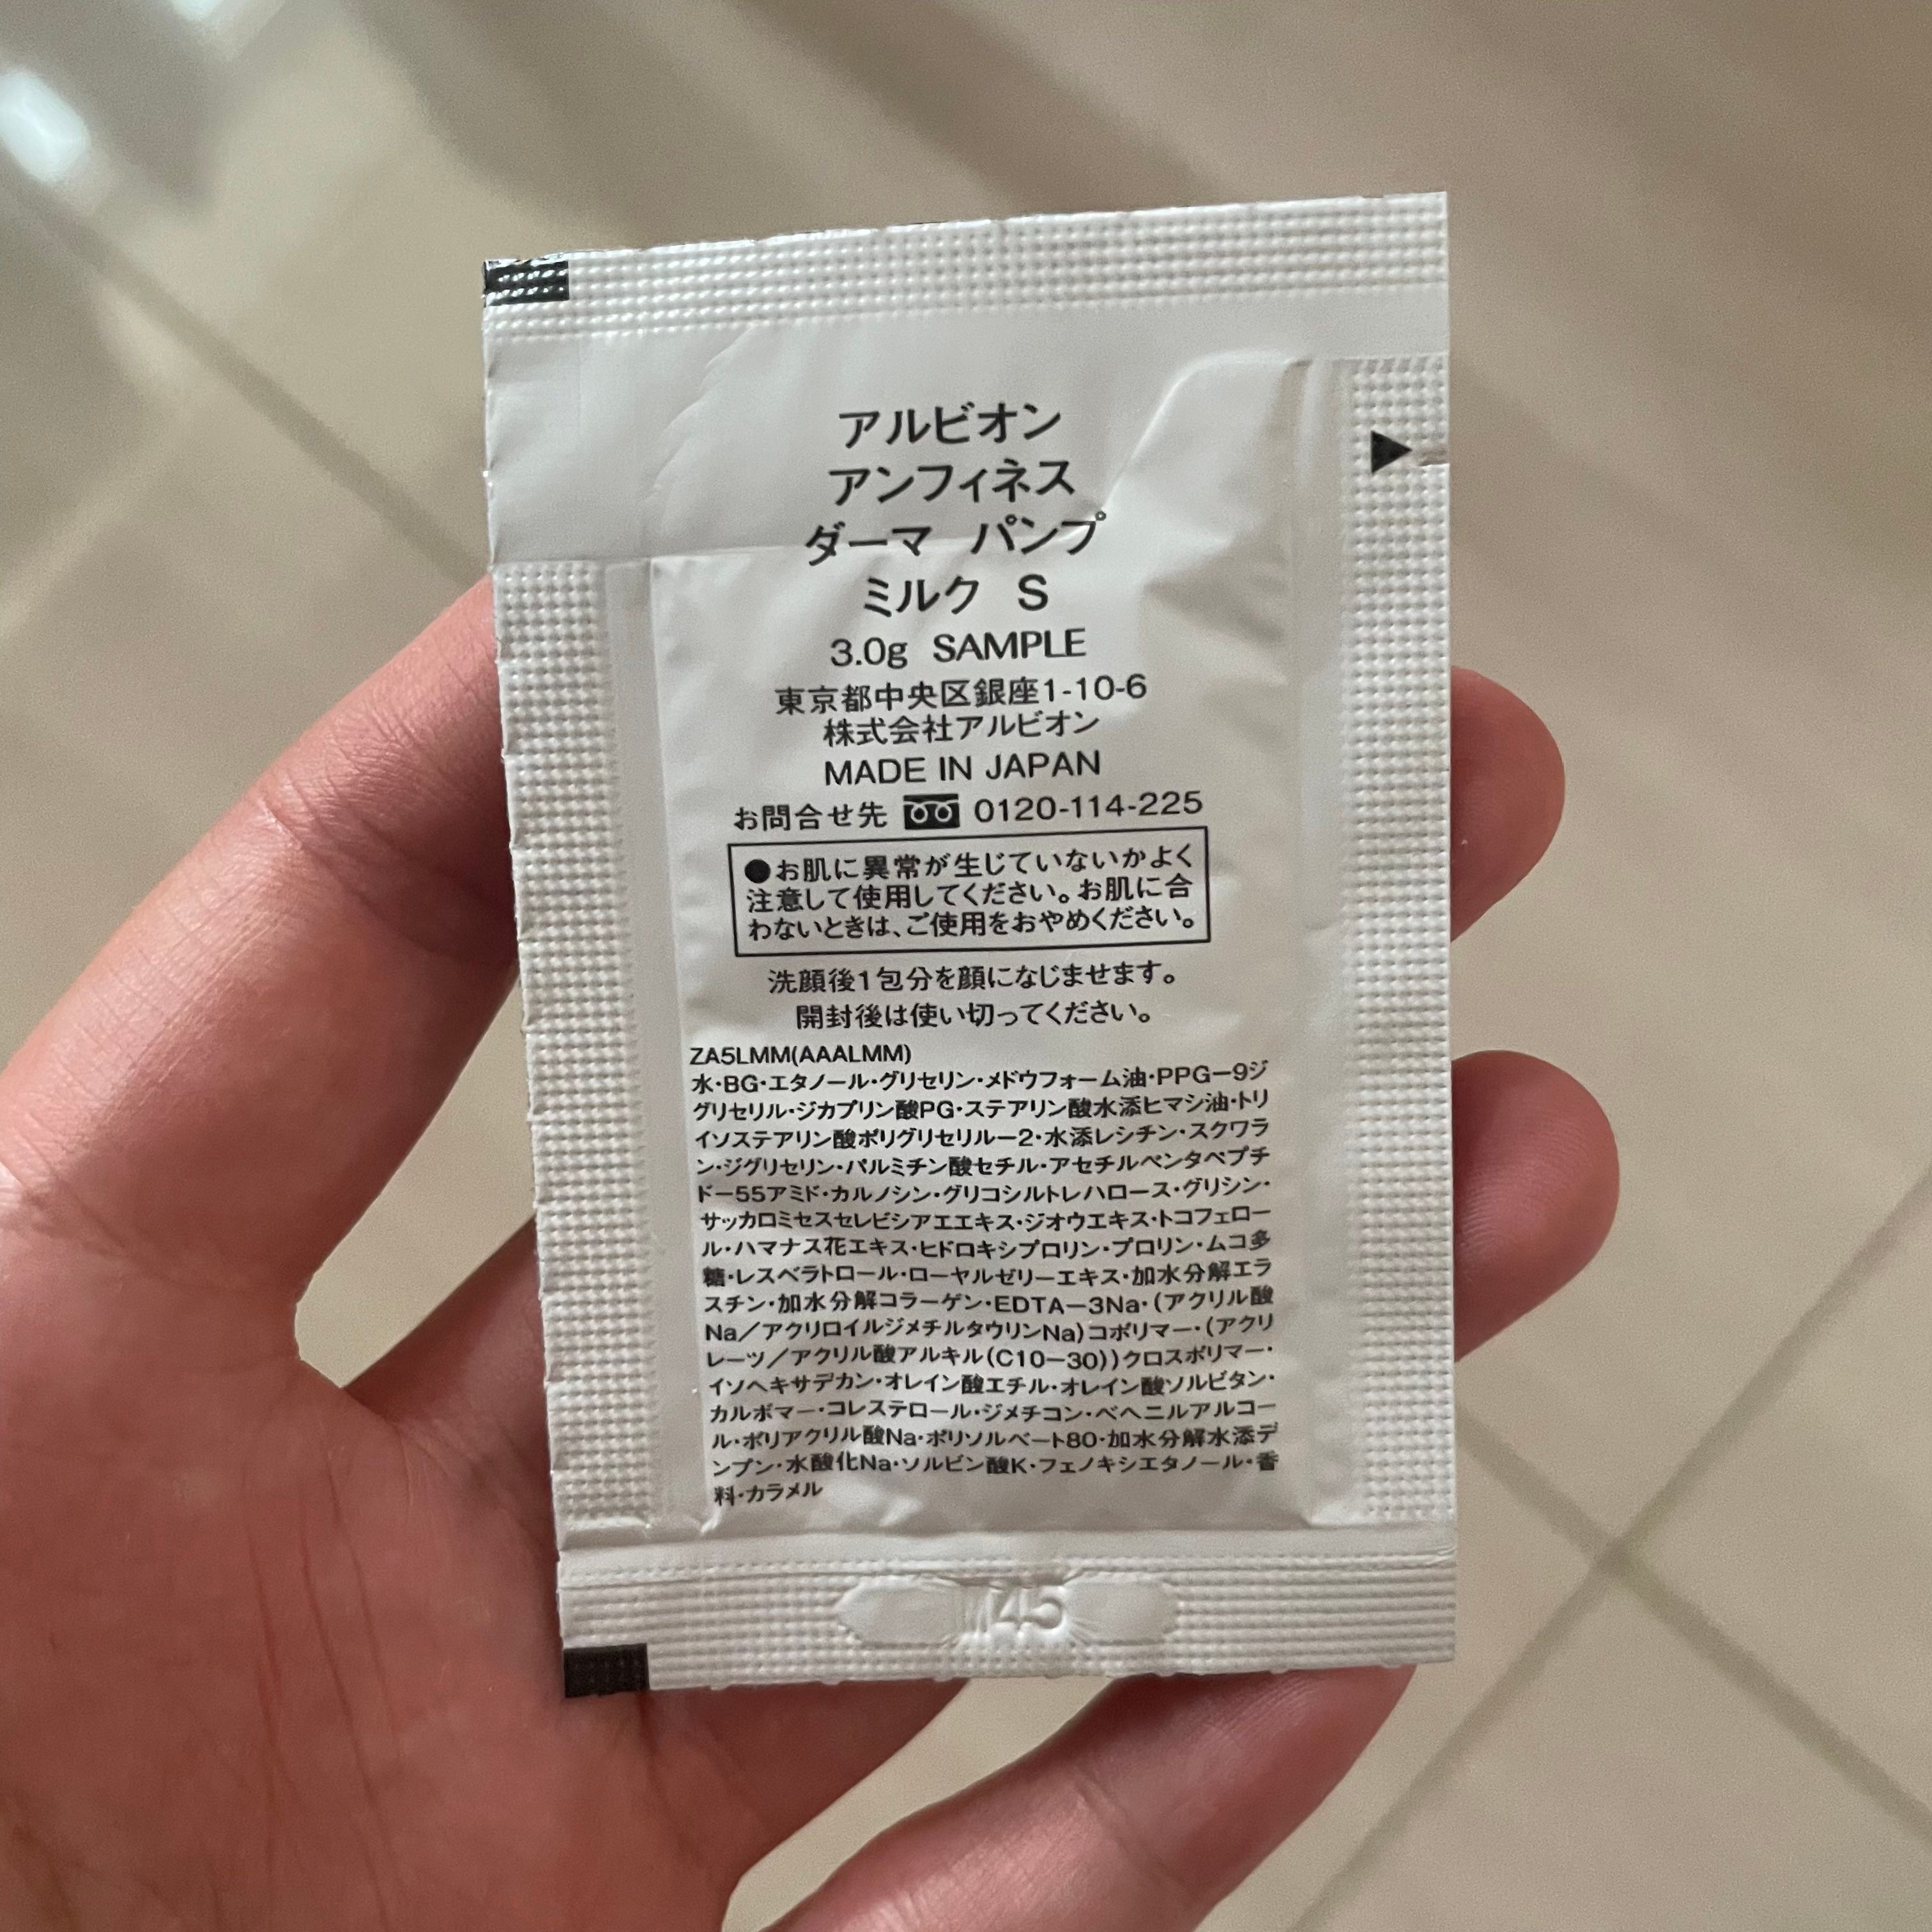 アルビオン
アンフィネス
ダーマ パンプ
ミルク S
3.0g SAMPLE
東京都中央区銀座1-10-6
株式会社アルビオン
MADE IN JAPAN
お問合せ先 0120-114-225
●お肌に異常が生じていないかよく
注意して使用してください。お肌に合
わないときは、ご使用をおやめください。
洗顔後1包分を顔になじませます。
開封後は使い切ってください。
ZA5LMM(AAALMM)
水・BG・エタノール・グリセリン・メドウフォーム油・PPG－9ジ
グリセリル・ジカプリン酸PG・ステアリン酸水添ヒマシ油・トリ
イソステアリン酸ポリグリセリル－2・水添レシチン・スクワラ
ン・ジグリセリン・パルミチン酸セチル・アセチルペンタペプチ
ド－55アミド・カルノシン・グリコシルトレハロース・グリシン・
サッカロミセスセレビシアエエキス・ジオウエキス・トコフェロー
ル・ハマナス花エキス・ヒドロキシプロリン・プロリン・ムコ多
糖・レスベラトロール・ローヤルゼリーエキス・加水分解エラ
スチン・加水分解コラーゲン・EDTA－3Na・(アクリル酸
Na／アクリロイルジメチルタウリンNa)コポリマー・(アクリ
レーツ／アクリル酸アルキル(C10－30))クロスポリマー・
イソヘキサデカン・オレイン酸エチル・オレイン酸ソルビタン・
カルボマー・コレステロール・ジメチコン・ベヘニルアルコー
ル・ポリアクリル酸Na・ポリソルベート80・加水分解水添デ
ンプン・水酸化Na・ソルビン酸K・フェノキシエタノール・香
料・カラメル